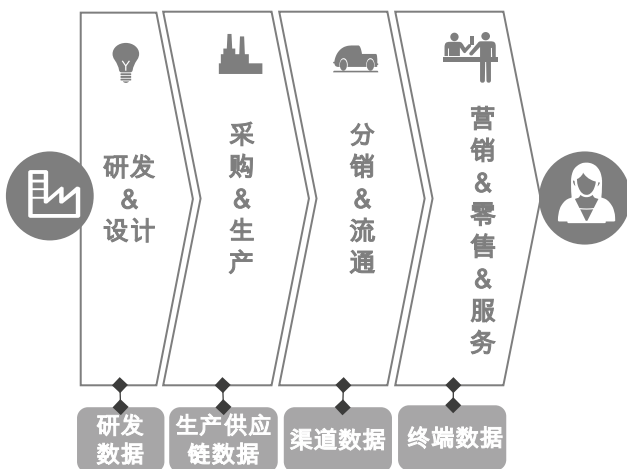 研发
&
设计
采
购
&
生
产
分
销
&
流
通
营
销
&
零
售
&
服
务
研发
数据
生产供应
链数据
渠道数据
终端数据